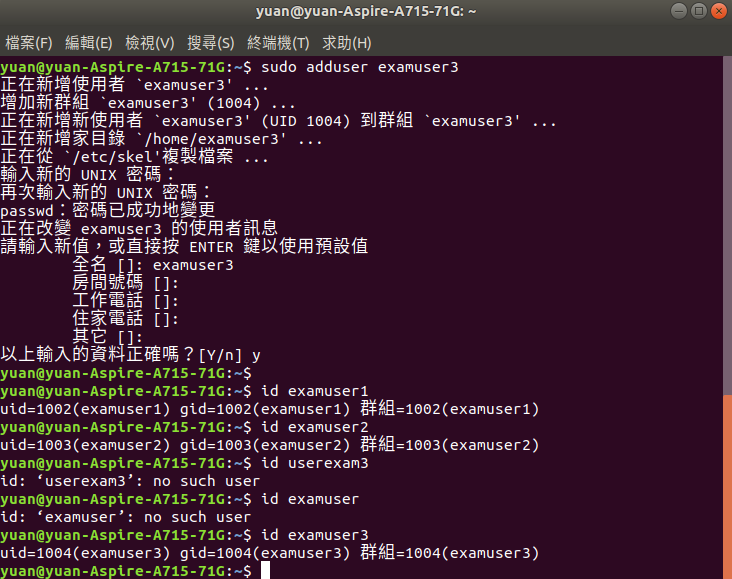 yuan@yuan-Aspire-A715-71G: ~
檔案(F) 編輯(E) 檢視(V) 搜尋(S) 終端機(T) 求助(H)
yuan@yuan-Aspire-A715-71G:~$ sudo adduser examuser3
正在新增使用者 `examuser3' ...
增加新群組 `examuser3' (1004) ...
正在新增新使用者 `examuser3' (UID 1004) 到群組 `examuser3' ...
正在新增家目錄 `/home/examuser3' ...
正在從 `/etc/skel'複製檔案 ...
輸入新的 UNIX 密碼：
再次輸入新的 UNIX 密碼：
passwd：密碼已成功地變更
正在改變 examuser3 的使用者訊息
請輸入新值，或直接按 ENTER 鍵以使用預設值
全名 []: examuser3
房間號碼 []:
工作電話 []:
住家電話 []:
其它 []:
以上輸入的資料正確嗎？[Y/n] y
yuan@yuan-Aspire-A715-71G:~$
yuan@yuan-Aspire-A715-71G:~$ id examuser1
uid=1002(examuser1) gid=1002(examuser1) 群組=1002(examuser1)
yuan@yuan-Aspire-A715-71G:~$ id examuser2
uid=1003(examuser2) gid=1003(examuser2) 群組=1003(examuser2)
yuan@yuan-Aspire-A715-71G:~$ id userexam3
id: ‘userexam3’: no such user
yuan@yuan-Aspire-A715-71G:~$ id examuser
id: ‘examuser’: no such user
yuan@yuan-Aspire-A715-71G:~$ id examuser3
uid=1004(examuser3) gid=1004(examuser3) 群組=1004(examuser3)
yuan@yuan-Aspire-A715-71G:~$